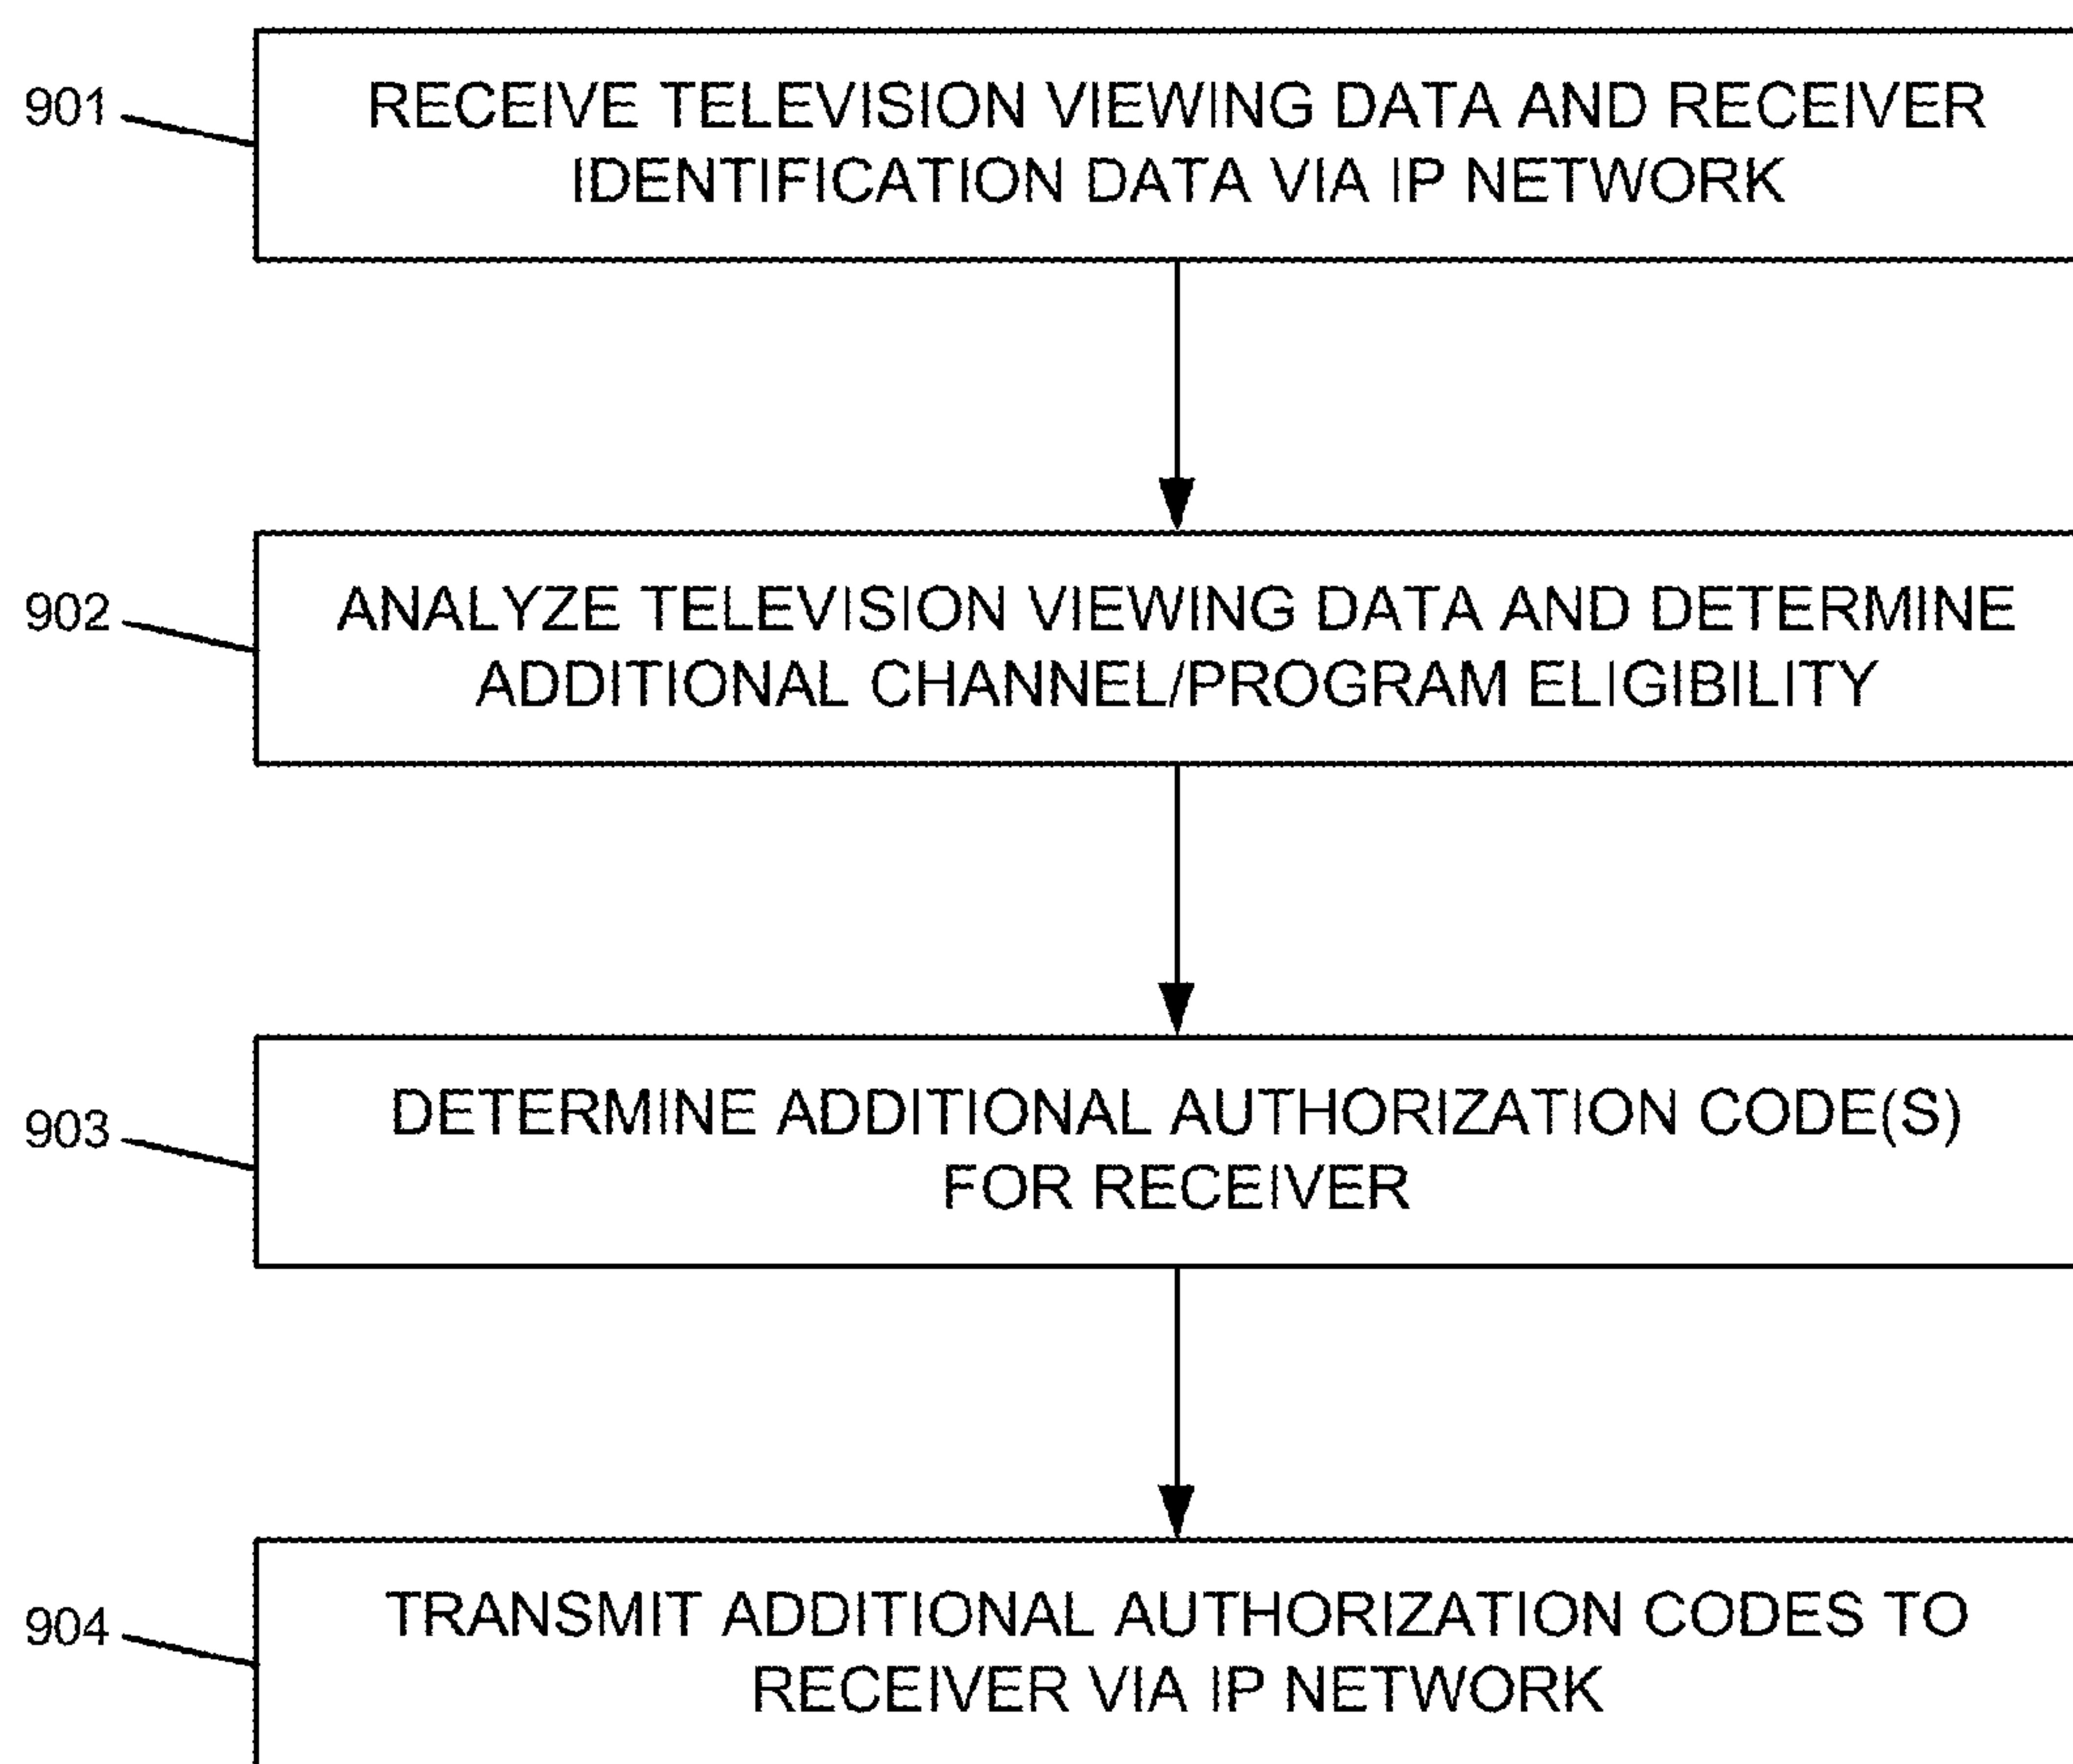 901
RECEIVE TELEVISION VIEWING DATA AND RECEIVER
IDENTIFICATION DATA VIA IP NETWORK
902
ANALYZE TELEVISION VIEWING DATA AND DETERMINE
ADDITIONAL CHANNEL/PROGRAM ELIGIBILITY
903
DETERMINE ADDITIONAL AUTHORIZATION CODE(S)
FOR RECEIVER
904
TRANSMIT ADDITIONAL AUTHORIZATION CODES TO
RECEIVER VIA IP NETWORK